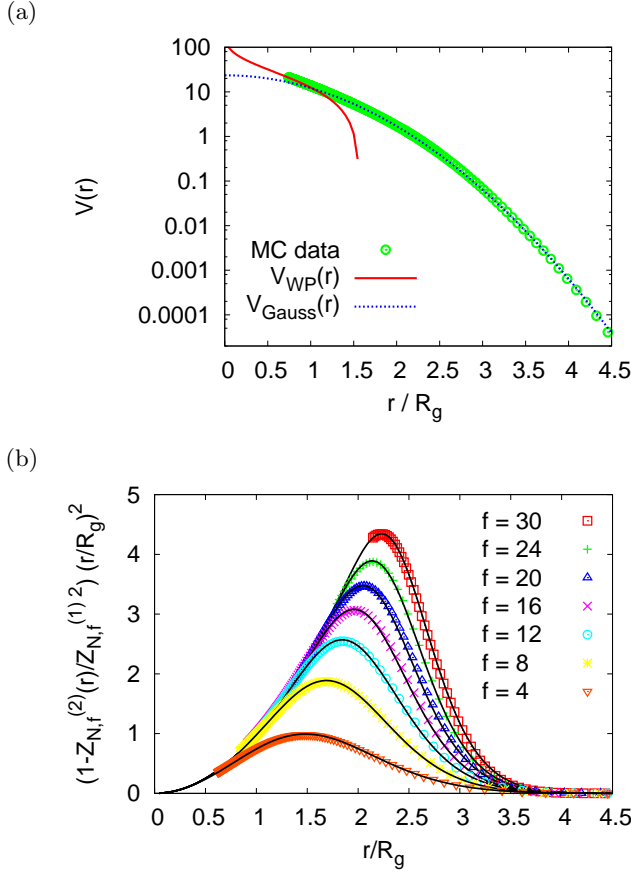 (a)
100
10
1
0.1
0.01
0.001
0.0001
V(r)
MC data
V_WP(r)
V_Gauss(r)
0 0.5 1 1.5 2 2.5 3 3.5 4 4.5
r / R_g
(b)
5
4
3
2
1
0
(1-Z_{N,f}^{(2)}(r)/Z_{N,f}^{(1) 2}) (r/R_g)^2
f = 30
f = 24
f = 20
f = 16
f = 12
f = 8
f = 4
0 0.5 1 1.5 2 2.5 3 3.5 4 4.5
r/R_g